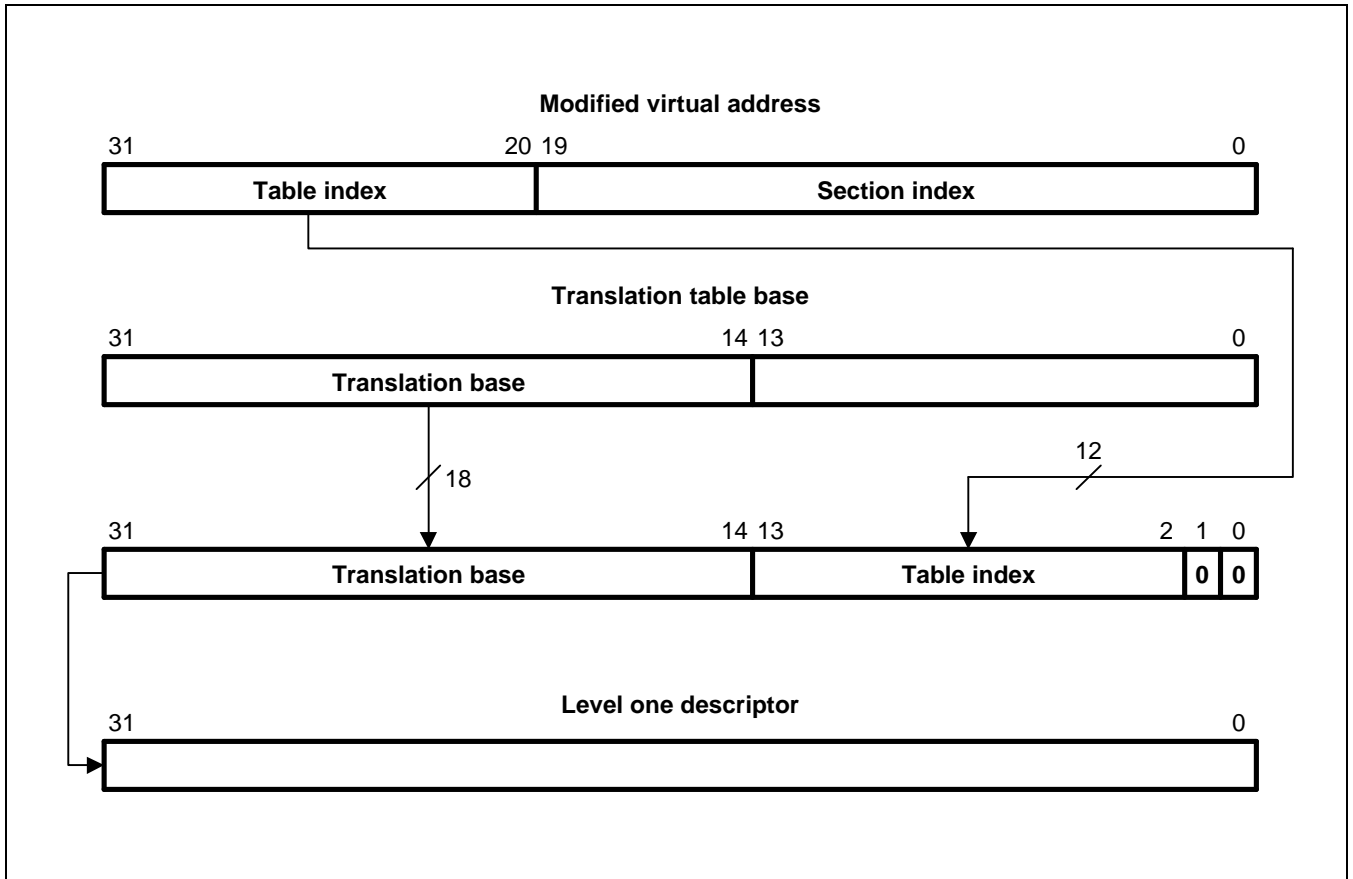 Modified virtual address
31 20 19 0
Table index Section index
Translation table base
31 14 13 0
Translation base
12
18
31 14 13 2 1 0
Translation base Table index 0 0
Level one descriptor
31 0